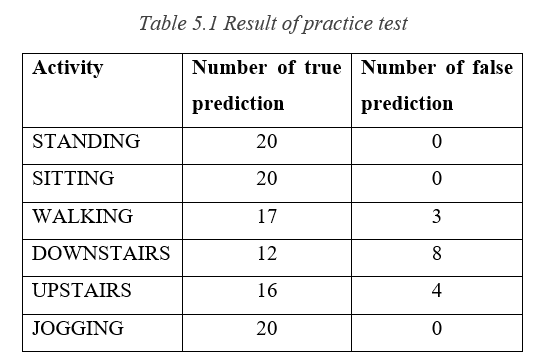 Table 5.1 Result of practice test
Activity Number of true prediction Number of false prediction
STANDING 20 0
SITTING 20 0
WALKING 17 3
DOWNSTAIRS 12 8
UPSTAIRS 16 4
JOGGING 20 0